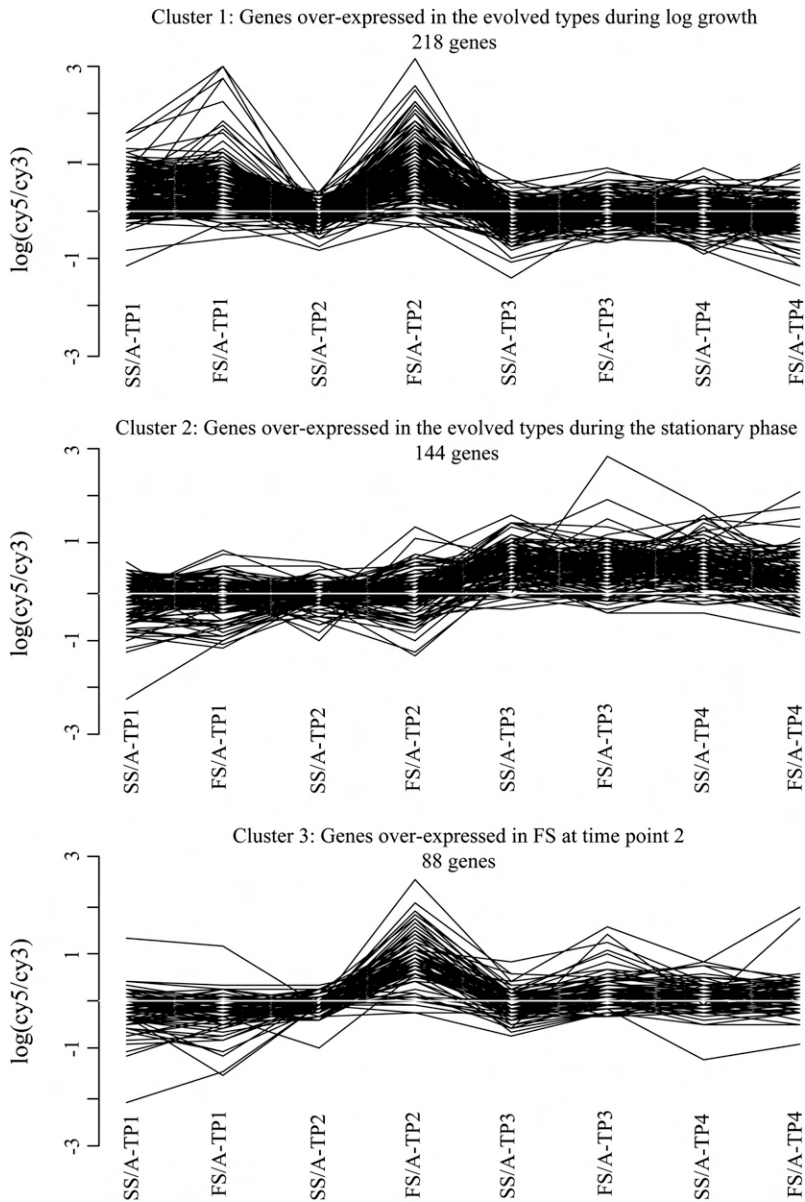 Cluster 1: Genes over-expressed in the evolved types during log growth
218 genes
3
1
-1
-3
log(cy5/cy3)
SS/A-TP1
FS/A-TP1
SS/A-TP2
FS/A-TP2
SS/A-TP3
FS/A-TP3
SS/A-TP4
FS/A-TP4
Cluster 2: Genes over-expressed in the evolved types during the stationary phase
144 genes
3
1
-1
-3
log(cy5/cy3)
SS/A-TP1
FS/A-TP1
SS/A-TP2
FS/A-TP2
SS/A-TP3
FS/A-TP3
SS/A-TP4
FS/A-TP4
Cluster 3: Genes over-expressed in FS at time point 2
88 genes
3
1
-1
-3
log(cy5/cy3)
SS/A-TP1
FS/A-TP1
SS/A-TP2
FS/A-TP2
SS/A-TP3
FS/A-TP3
SS/A-TP4
FS/A-TP4